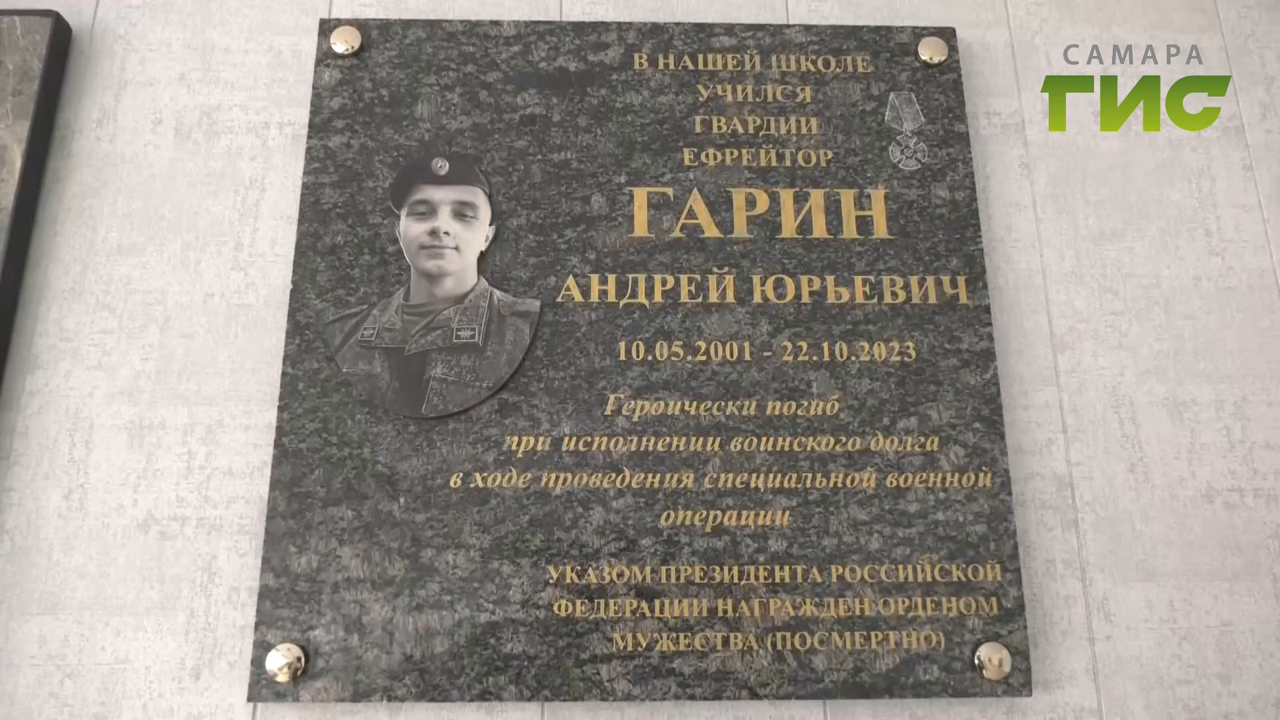 В НАШЕЙ ШКОЛЕ
УЧИЛСЯ
ГВАРДИИ
ЕФРЕЙТОР
ГАРИН
АНДРЕЙ ЮРЬЕВИЧ
10.05.2001 - 22.10.2023
Героически погиб
при исполнении воинского долга
в ходе проведения специальной военной
операции
УКАЗОМ ПРЕЗИДЕНТА РОССИЙСКОЙ
ФЕДЕРАЦИИ НАГРАЖДЕН ОРДЕНОМ
МУЖЕСТВА (ПОСМЕРТНО)
САМАРА
ГИС